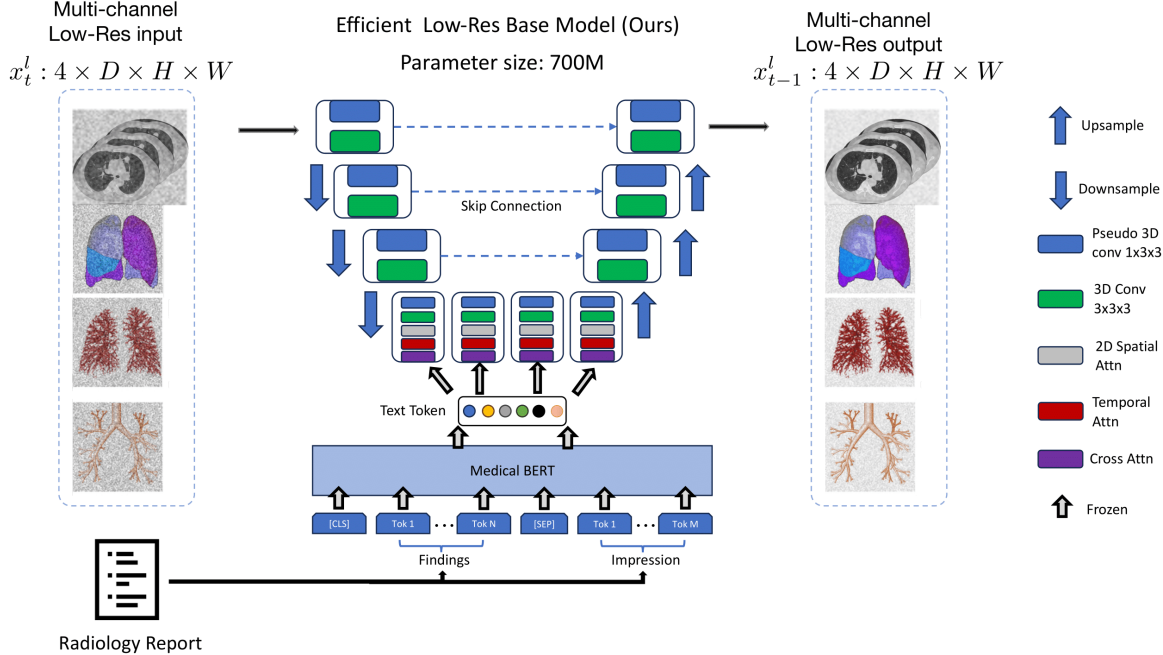 Multi-channel
Low-Res input
x_t^l : 4 × D × H × W
Efficient Low-Res Base Model (Ours)
Parameter size: 700M
Multi-channel
Low-Res output
x_{t-1}^l : 4 × D × H × W
Skip Connection
Text Token
Medical BERT
[CLS] Tok 1 ... Tok N [SEP] Tok 1 ... Tok M
Findings Impression
Radiology Report
Upsample
Downsample
Pseudo 3D
conv 1x3x3
3D Conv
3x3x3
2D Spatial
Attn
Temporal
Attn
Cross Attn
Frozen